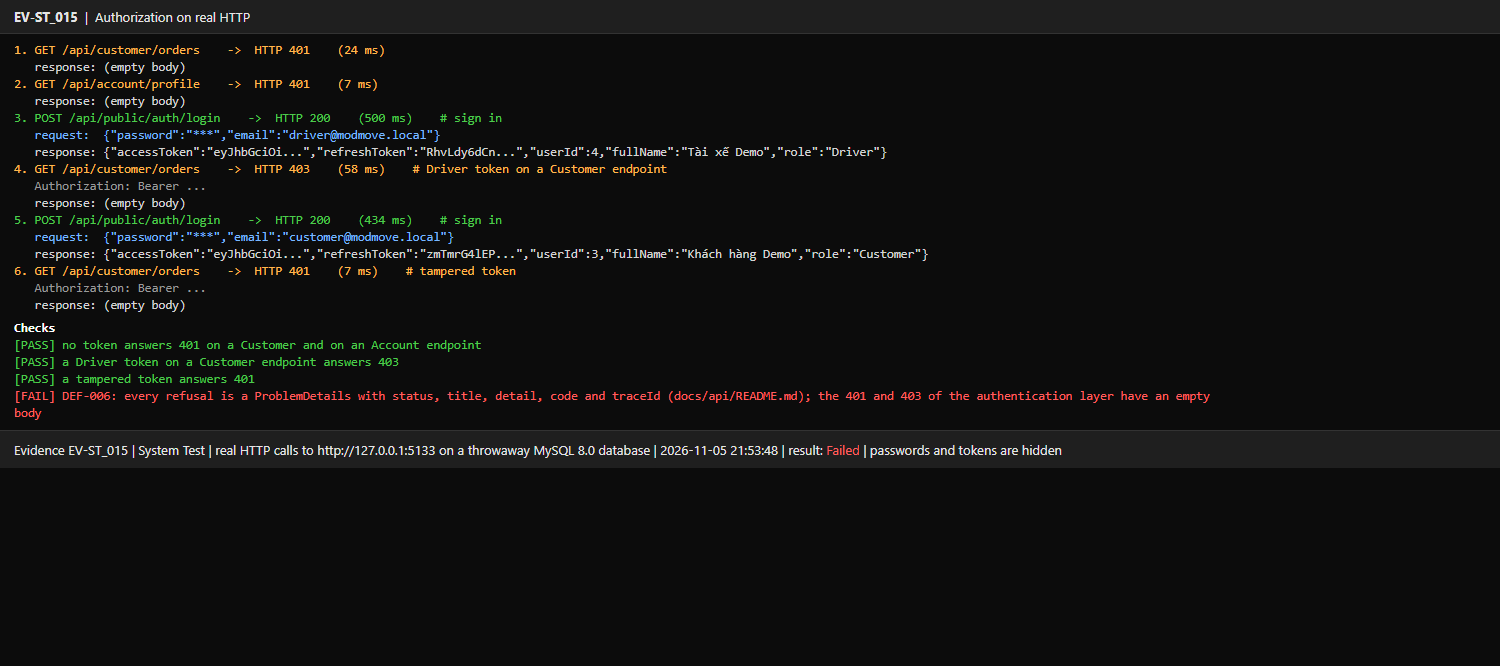 EV-ST_015 | Authorization on real HTTP
1. GET /api/customer/orders -> HTTP 401 (24 ms)
response: (empty body)
2. GET /api/account/profile -> HTTP 401 (7 ms)
response: (empty body)
3. POST /api/public/auth/login -> HTTP 200 (500 ms) # sign in
request: {"password":"***","email":"driver@modmove.local"}
response: {"accessToken":"eyJhbGciOi...","refreshToken":"RhvLdy6dCn...","userId":4,"fullName":"Tài xế Demo","role":"Driver"}
4. GET /api/customer/orders -> HTTP 403 (58 ms) # Driver token on a Customer endpoint
Authorization: Bearer ...
response: (empty body)
5. POST /api/public/auth/login -> HTTP 200 (434 ms) # sign in
request: {"password":"***","email":"customer@modmove.local"}
response: {"accessToken":"eyJhbGciOi...","refreshToken":"zmTmrG4lEP...","userId":3,"fullName":"Khách hàng Demo","role":"Customer"}
6. GET /api/customer/orders -> HTTP 401 (7 ms) # tampered token
Authorization: Bearer ...
response: (empty body)
Checks
[PASS] no token answers 401 on a Customer and on an Account endpoint
[PASS] a Driver token on a Customer endpoint answers 403
[PASS] a tampered token answers 401
[FAIL] DEF-006: every refusal is a ProblemDetails with status, title, detail, code and traceId (docs/api/README.md); the 401 and 403 of the authentication layer have an empty
body
Evidence EV-ST_015 | System Test | real HTTP calls to http://127.0.0.1:5133 on a throwaway MySQL 8.0 database | 2026-11-05 21:53:48 | result: Failed | passwords and tokens are hidden